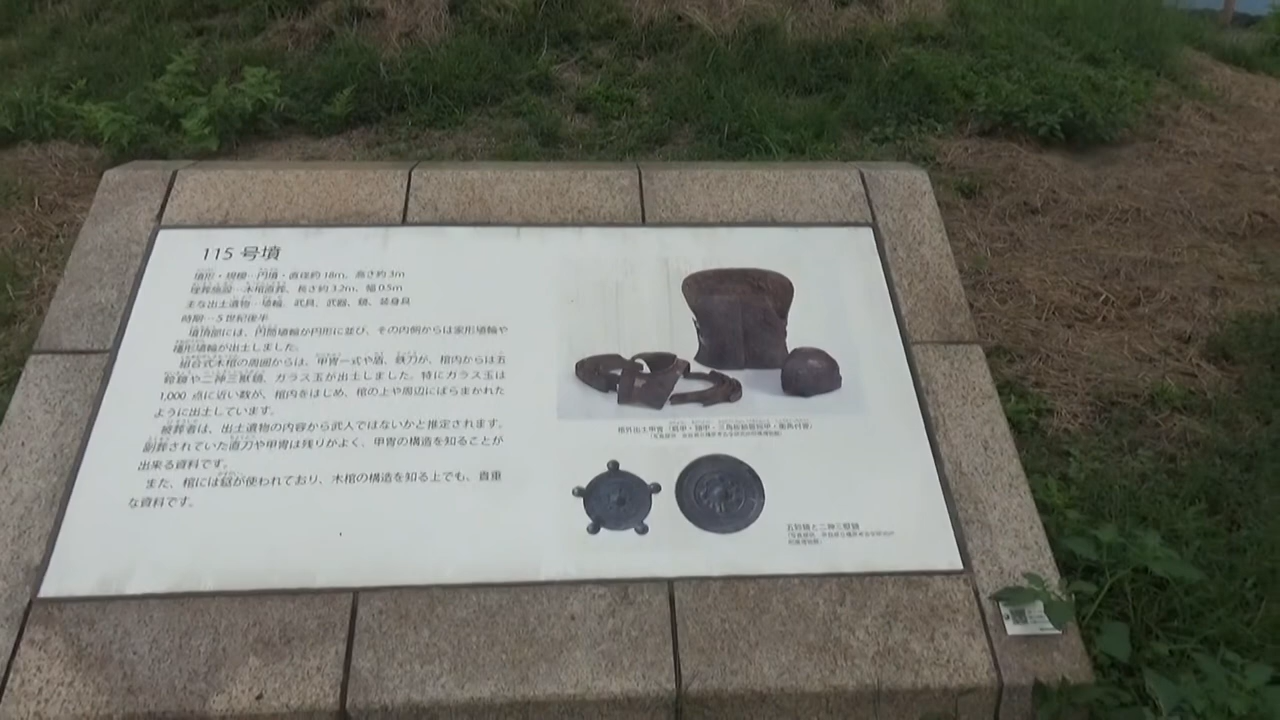 115 号墳
墳形・規模…円墳・直径約18m、高さ約3m
埋葬施設…木棺直葬、長さ約3.2m、幅0.5m
主な出土遺物…埴輪、武具、武器、鏡、装身具
時期…5世紀後半
墳頂部には、円筒埴輪が円形に並び、その内側からは家形埴輪や
埴輪が出土しました。
組合式木棺の周囲からは、甲冑一式や盾、鉄刀が、棺内からは五
鈴鏡や二神三獣鏡、ガラス玉が出土しました。特にガラス玉は
1,000 点に近い数が、棺内をはじめ、棺の上や周辺にばらまかれた
ように出土しています。
被葬者は、出土遺物の内容から武人ではないかと推定されます。
副葬されていた直刀や甲冑は残りがよく、甲冑の構造を知ることが
出来る資料です。
また、棺には鎹が使われており、木棺の構造を知る上でも、貴重
な資料です。
棺外出土甲冑
五鈴鏡と二神三獣鏡